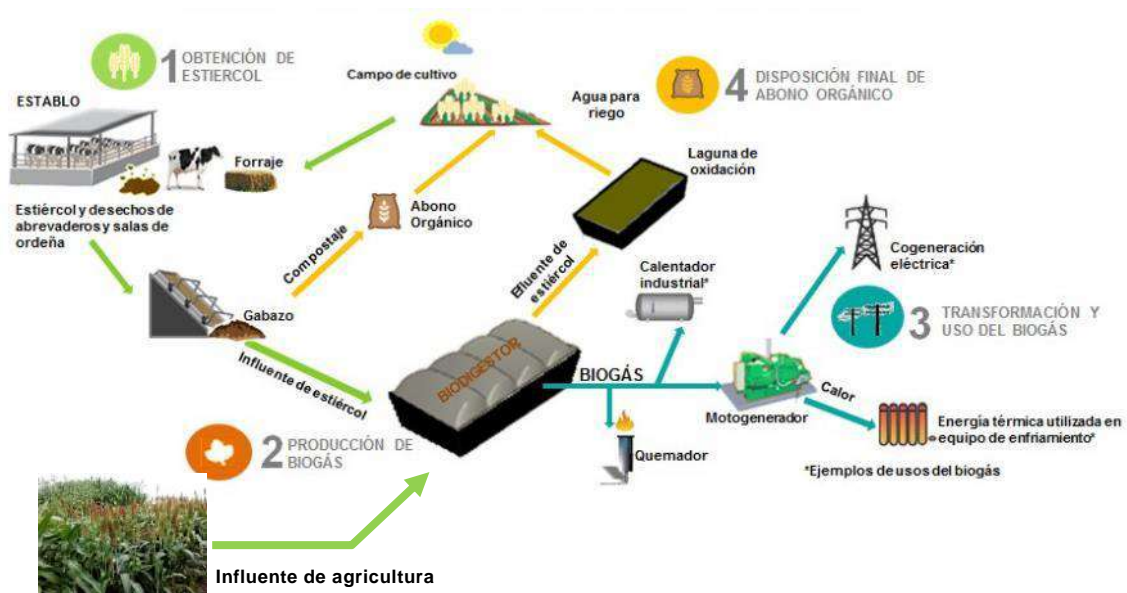 1 OBTENCIÓN DE
ESTIERCOL
ESTABLO
Forraje
Estiércol y desechos de
abrevaderos y salas de
ordeña
Campo de cultivo
Agua para
riego
4 DISPOSICIÓN FINAL DE
ABONO ORGÁNICO
Laguna de
oxidación
Abono
Orgánico
Compostaje
Gabazo
Influente de estiércol
Efluente de
estiércol
BIODIGESTOR
BIOGÁS
Calentador
industrial*
Quemador
Motogenerador
Calor
Cogeneración
eléctrica*
3 TRANSFORMACIÓN Y
USO DEL BIOGÁS
Energía térmica utilizada en
equipo de enfriamiento*
*Ejemplos de usos del biogás
2 PRODUCCIÓN DE
BIOGÁS
Influente de agricultura